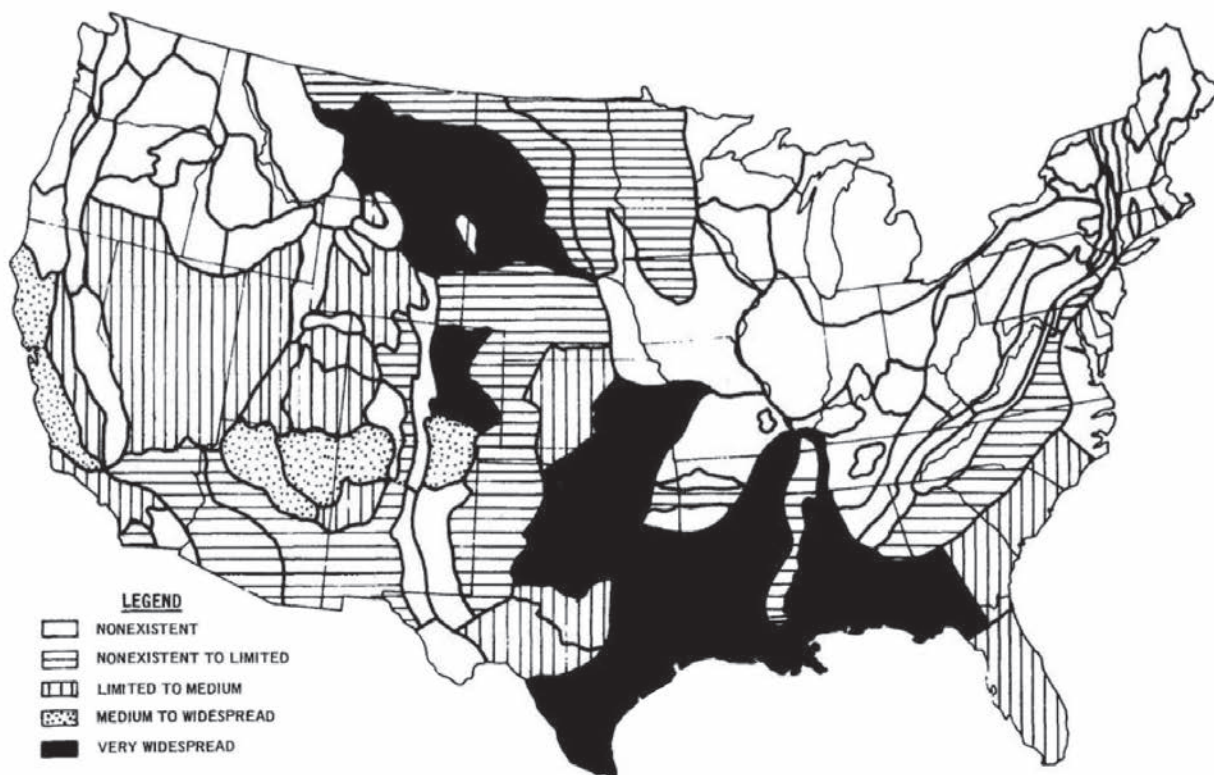 LEGEND
NONEXISTENT
NONEXISTENT TO LIMITED
LIMITED TO MEDIUM
MEDIUM TO WIDESPREAD
VERY WIDESPREAD